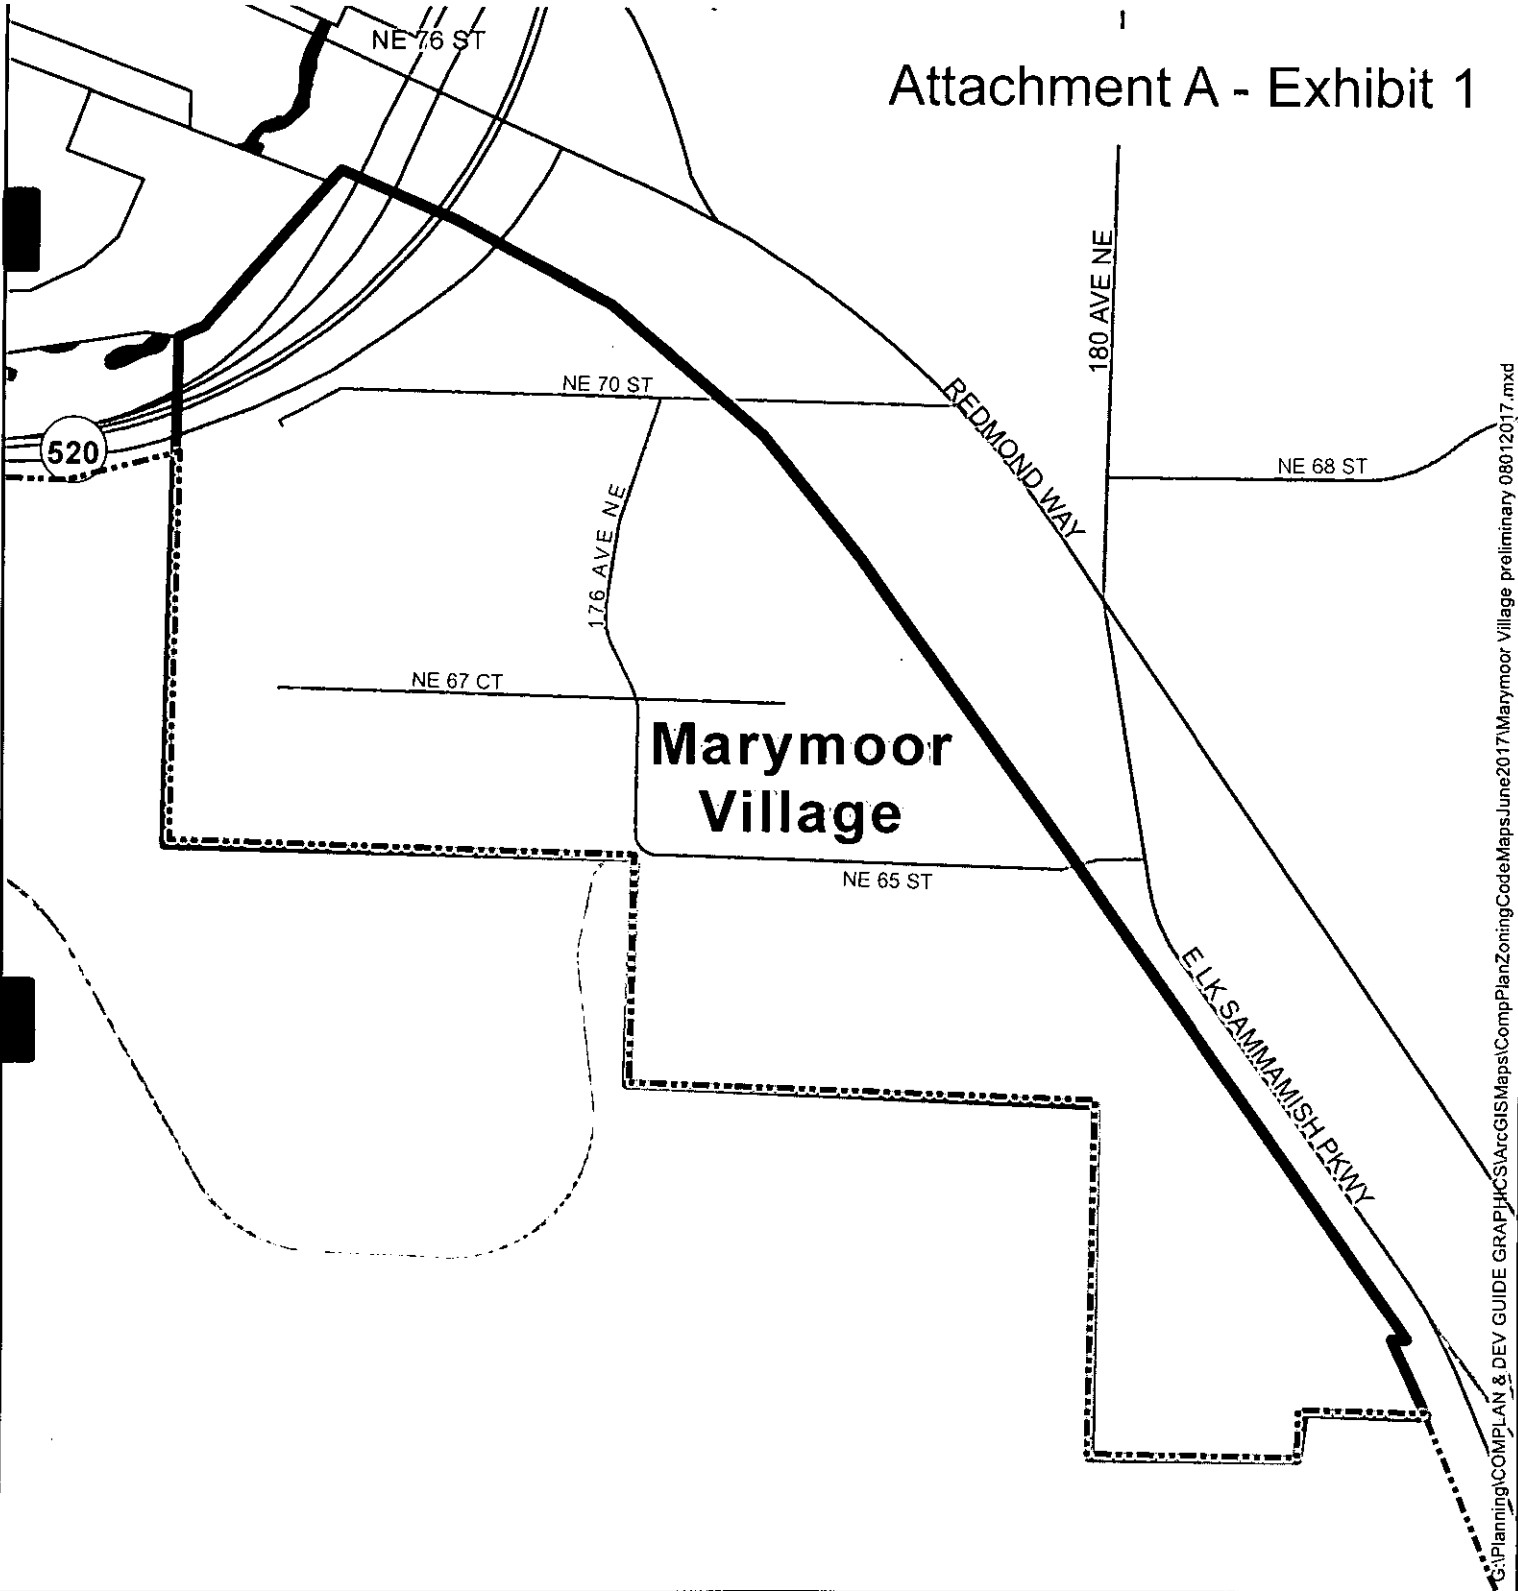 NE 76 ST
Attachment A - Exhibit 1
180 AVE NE
NE 70 ST
REDMOND WAY
520
NE 68 ST
176 AVE NE
NE 67 CT
Marymoor
Village
NE 65 ST
E LK SAMMAMISH PKWY
G:\Planning\COMPLAN & DEV GUIDE GRAPHICS\ArcGISMaps\CompPlanZoningCodeMapsJune2017\Marymoor Village preliminary 08012017.mxd